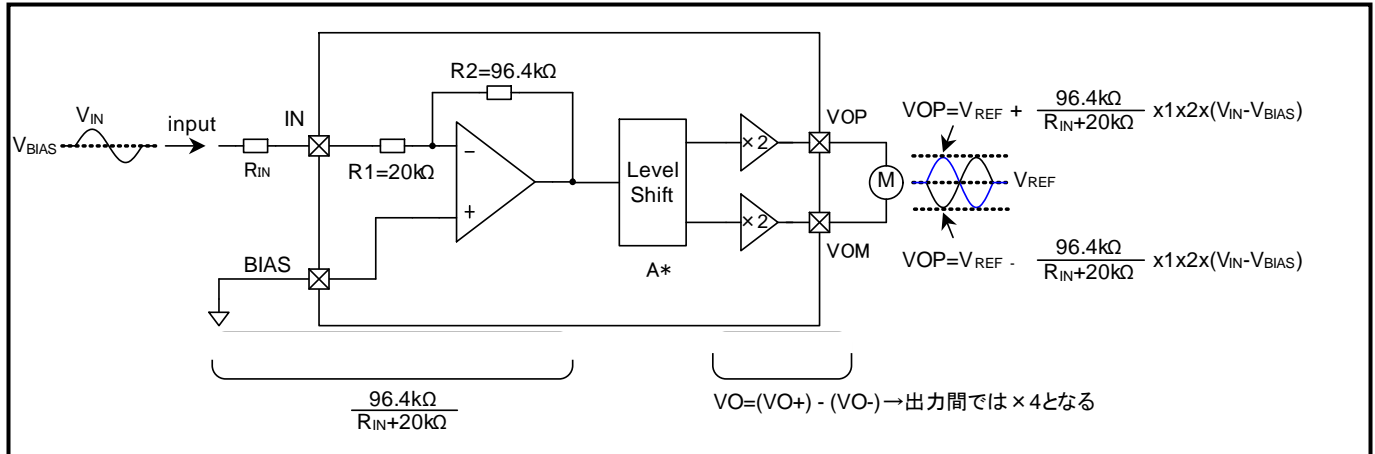 R2=96.4kΩ
VIN
VBIAS
input
IN
RIN
R1=20kΩ
−
+
BIAS
Level
Shift
A*
×2
×2
VOP
VOM
M
VOP=VREF + 96.4kΩ/RIN+20kΩ x1x2x(VIN-VBIAS)
VREF
VOP=VREF - 96.4kΩ/RIN+20kΩ x1x2x(VIN-VBIAS)
96.4kΩ
RIN+20kΩ
VO=(VO+) - (VO-)→出力間では×4となる